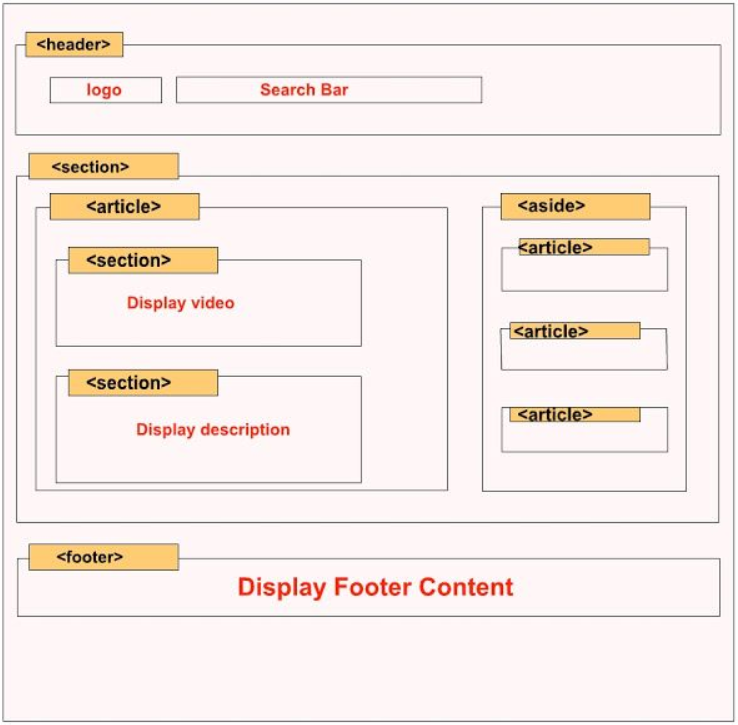 <header>
logo
Search Bar
<section>
<article>
<section>
Display video
<section>
Display description
<aside>
<article>
<article>
<article>
<footer>
Display Footer Content